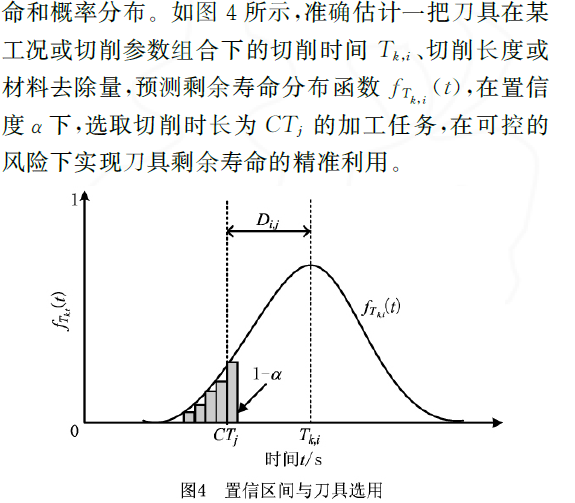 命和概率分布。如图 4 所示,准确估计一把刀具在某
工况或切削参数组合下的切削时间 T_{k,i}、切削长度或
材料去除量,预测剩余寿命分布函数 f_{T_{k,i}}(t),在置信
度 α 下,选取切削时长为 CT_j 的加工任务,在可控的
风险下实现刀具剩余寿命的精准利用。
1
D_{i,j}
f_{T_{k,i}}(t)
f_{T_{k,i}}(t)
1-α
0
CT_j
T_{k,i}
时间t/s
图4 置信区间与刀具选用